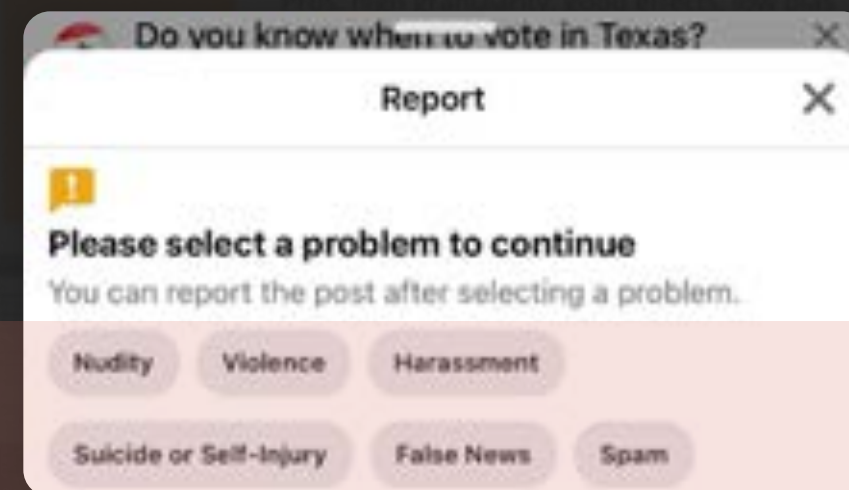 Do you know when to vote in Texas?
Report
Please select a problem to continue
You can report the post after selecting a problem.
Nudity Violence Harassment
Suicide or Self-Injury False News Spam